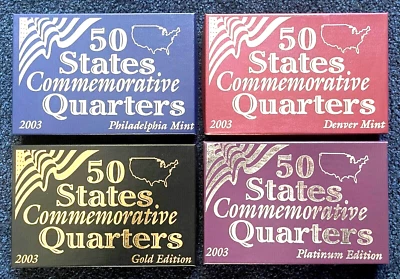 50
States
Commemorative
Quarters
2003 Philadelphia Mint
50
States
Commemorative
Quarters
2003 Denver Mint
50
States
Commemorative
Quarters
2003 Gold Edition
50
States
Commemorative
Quarters
2003 Platinum Edition